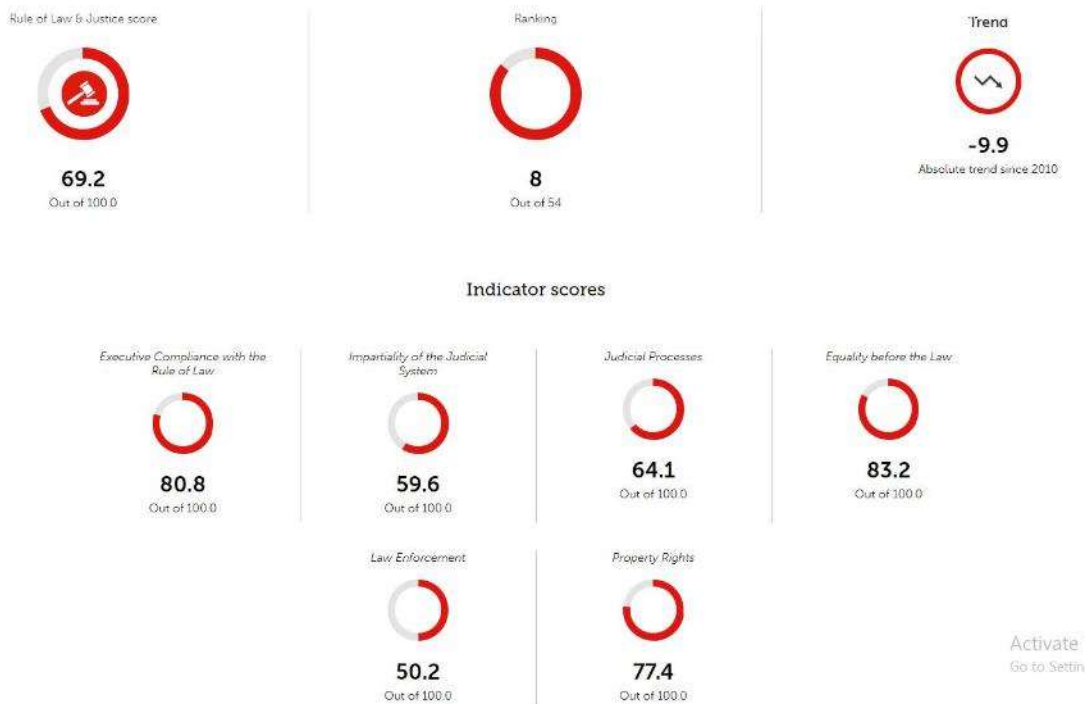 Rule of Law & Justice score
69.2
Out of 100.0
Ranking
8
Out of 54
Trend
-9.9
Absolute trend since 2010
Indicator scores
Executive Compliance with the
Rule of Law
80.8
Out of 100.0
Impartiality of the Judicial
System
59.6
Out of 100.0
Judicial Processes
64.1
Out of 100.0
Equality before the Law
83.2
Out of 100.0
Law Enforcement
50.2
Out of 100.0
Property Rights
77.4
Out of 100.0
Activate
Go to Settin